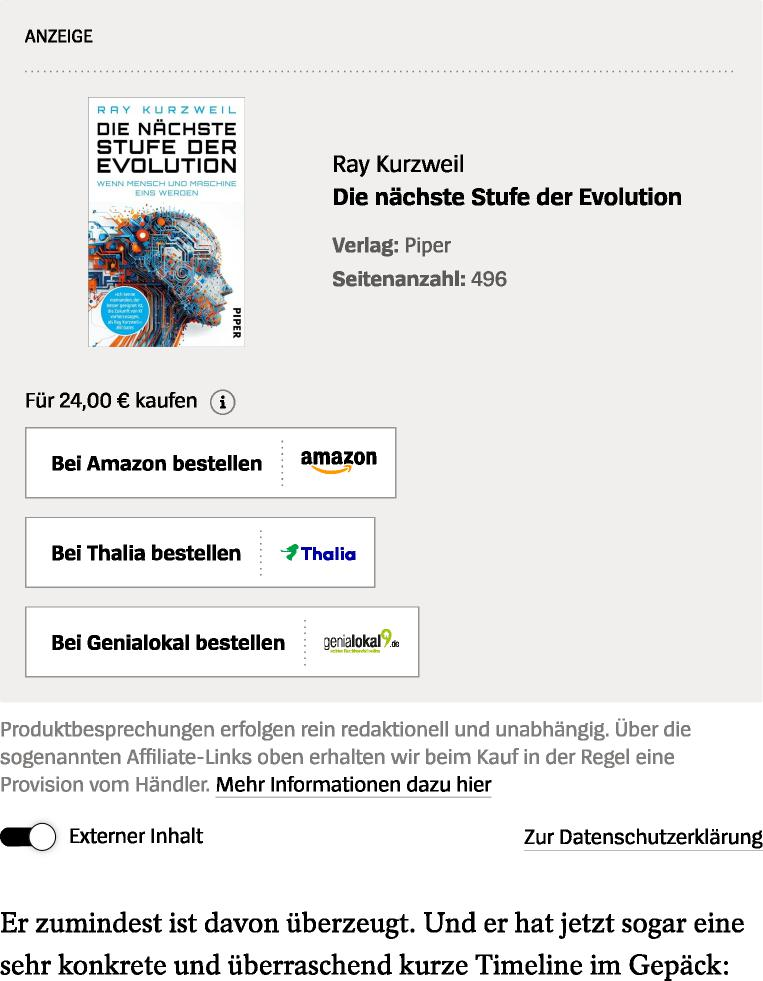 ANZEIGE
RAY KURZWEIL
DIE NÄCHSTE
STUFE DER
EVOLUTION
WENN MENSCH UND MASCHINE
EINS WERDEN
PIPER
Ray Kurzweil
Die nächste Stufe der Evolution
Verlag: Piper
Seitenanzahl: 496
Für 24,00 € kaufen
Bei Amazon bestellen amazon
Bei Thalia bestellen Thalia
Bei Genialokal bestellen genialokal.de
Produktbesprechungen erfolgen rein redaktionell und unabhängig. Über die
sogenannten Affiliate-Links oben erhalten wir beim Kauf in der Regel eine
Provision vom Händler. Mehr Informationen dazu hier
Externer Inhalt
Zur Datenschutzerklärung
Er zumindest ist davon überzeugt. Und er hat jetzt sogar eine
sehr konkrete und überraschend kurze Timeline im Gepäck: